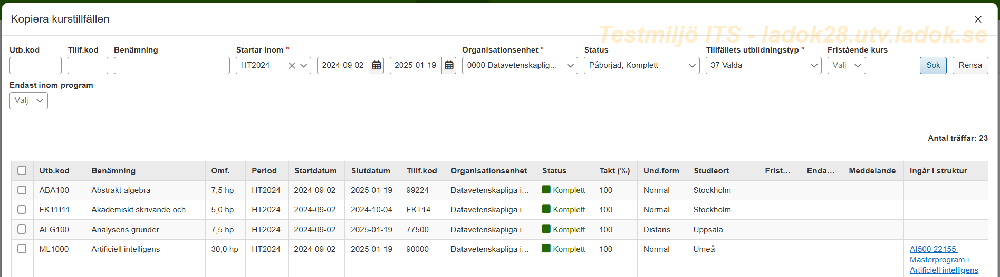 Kopiera kurstillfällen
Testmiljö ITS - ladok28.utv.ladok.se
Utb.kod Tillf.kod Benämning Startar inom * Organisationsenhet * Status Tillfällets utbildningstyp * Fristående kurs
HT2024 2024-09-02 2025-01-19 0000 Datavetenskaplig... Påbörjad, Komplett 37 Valda Välj Sök Rensa
Endast inom program
Välj
Antal träffar: 23
Utb.kod Benämning Omf. Period Startdatum Slutdatum Tillf.kod Organisationsenhet Status Takt (%) Und.form Studieort Frist... Enda... Meddelande Ingår i struktur
ABA100 Abstrakt algebra 7,5 hp HT2024 2024-09-02 2025-01-19 99224 Datavetenskapliga i... Komplett 100 Normal Stockholm
FK11111 Akademiskt skrivande och ... 5,0 hp HT2024 2024-09-02 2024-10-04 FKT14 Datavetenskapliga i... Komplett 100 Normal Stockholm
ALG100 Analysens grunder 7,5 hp HT2024 2024-09-02 2025-01-19 77500 Datavetenskapliga i... Komplett 100 Distans Uppsala
ML1000 Artificiell intelligens 30,0 hp HT2024 2024-09-02 2025-01-19 90000 Datavetenskapliga i... Komplett 100 Normal Umeå AI500 22155
Masterprogram i
Artificiell intelligens